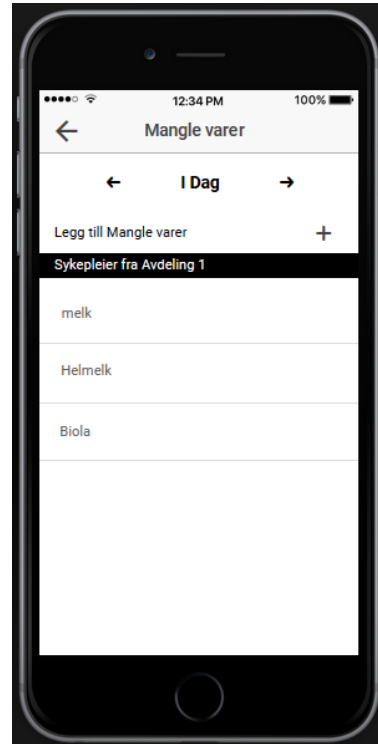 12:34 PM 100%
Mangle varer
← I Dag →
Legg till Mangle varer +
Sykepleier fra Avdeling 1
melk
Helmelk
Biola